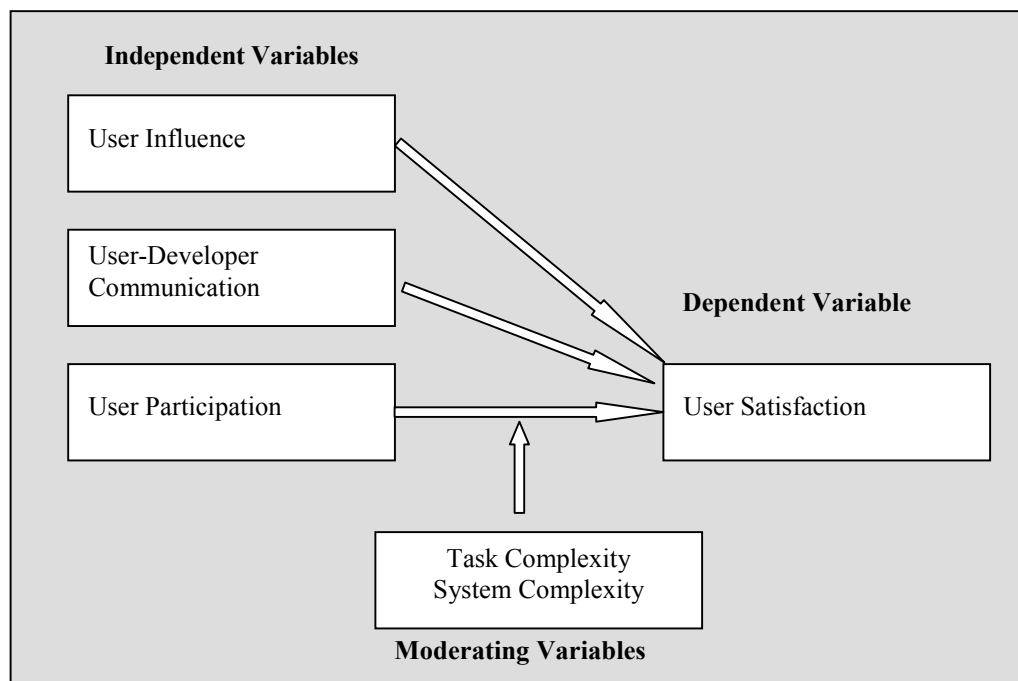 Independent Variables
User Influence
User-Developer
Communication
Dependent Variable
User Participation
User Satisfaction
Task Complexity
System Complexity
Moderating Variables